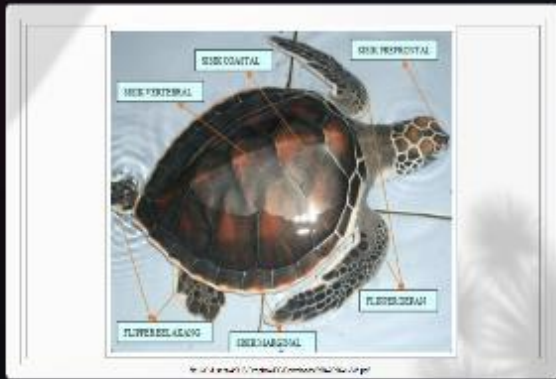 SISIK PREFRONTAL
SISIK COASTAL
SISIK VERTEBRAL
FLIPPER DEPAN
FLIPPER BELAKANG
SISIK MARGINAL